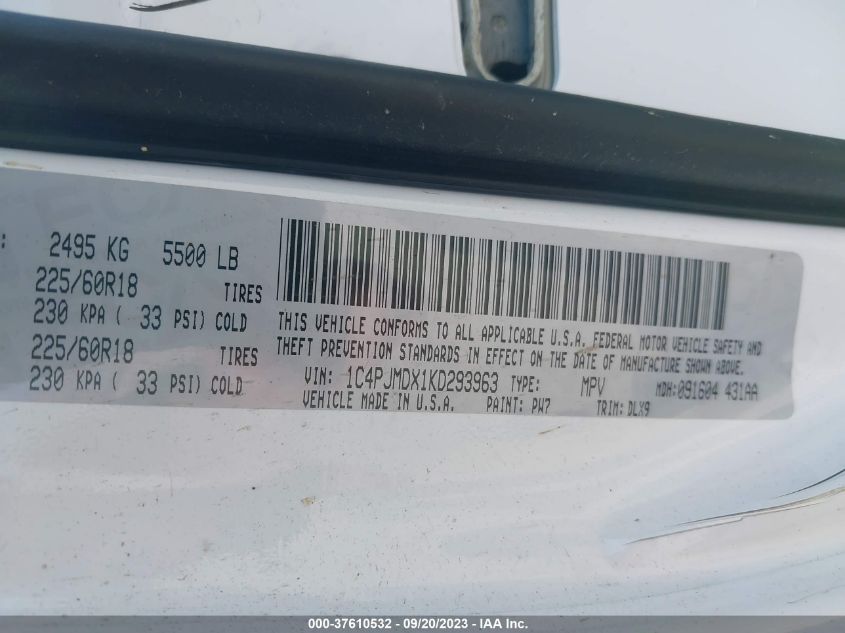 : 2495 KG 5500 LB
225/60R18 TIRES
230 KPA ( 33 PSI) COLD
225/60R18 TIRES
230 KPA ( 33 PSI) COLD
THIS VEHICLE CONFORMS TO ALL APPLICABLE U.S.A. FEDERAL MOTOR VEHICLE SAFETY AND
THEFT PREVENTION STANDARDS IN EFFECT ON THE DATE OF MANUFACTURE SHOWN ABOVE.
VIN: 1C4PJMDX1KD293963 TYPE: MPV MDH:091604 431AA
VEHICLE MADE IN U.S.A. PAINT: PW7 TRIM: DLX9
000-37610532 - 09/20/2023 - IAA Inc.